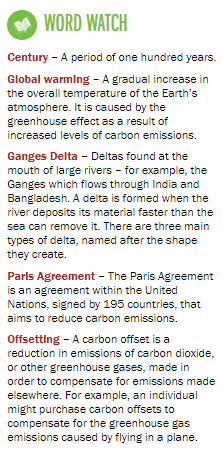 WORD WATCH
Century – A period of one hundred years.
Global warming – A gradual increase in
the overall temperature of the Earth's
atmosphere. It is caused by the
greenhouse effect as a result of
increased levels of carbon emissions.
Ganges Delta – Deltas found at the
mouth of large rivers – for example, the
Ganges which flows through India and
Bangladesh. A delta is formed when the
river deposits its material faster than the
sea can remove it. There are three main
types of delta, named after the shape
they create.
Paris Agreement – The Paris Agreement
is an agreement within the United
Nations, signed by 195 countries, that
aims to reduce carbon emissions.
Offsetting – A carbon offset is a
reduction in emissions of carbon dioxide,
or other greenhouse gases, made in
order to compensate for emissions made
elsewhere. For example, an individual
might purchase carbon offsets to
compensate for the greenhouse gas
emissions caused by flying in a plane.